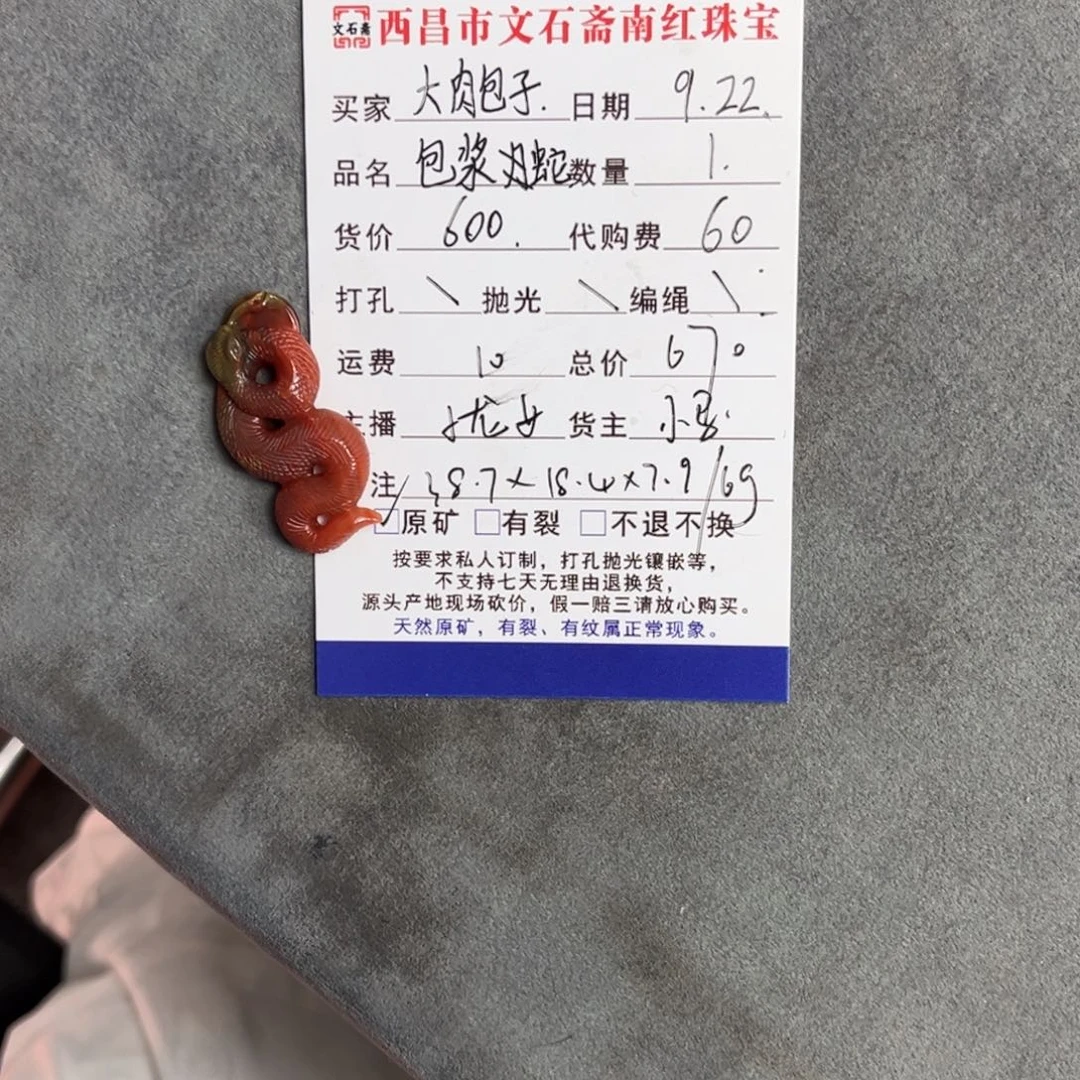 文石斋 西昌市文石斋南红珠宝
买家 大肉包子. 日期 9.22.
品名 包浆 蛇 数量 1.
货价 600. 代购费 60
打孔 \ 抛光 \ 编绳 \.
运费 10 总价 670
主播 龙女 货主 小
注 38.7×18.4×7.9/6g
□原矿 □有裂 □不退不换
按要求私人订制，打孔抛光镶嵌等，
不支持七天无理由退换货，
源头产地现场砍价，假一赔三请放心购买。
天然原矿，有裂、有纹属正常现象。